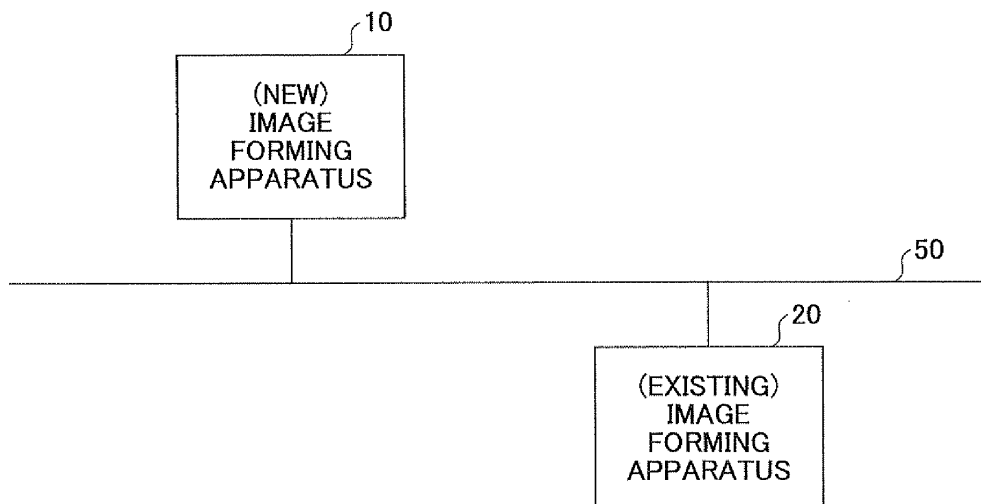 10
(NEW)
IMAGE
FORMING
APPARATUS
50
20
(EXISTING)
IMAGE
FORMING
APPARATUS